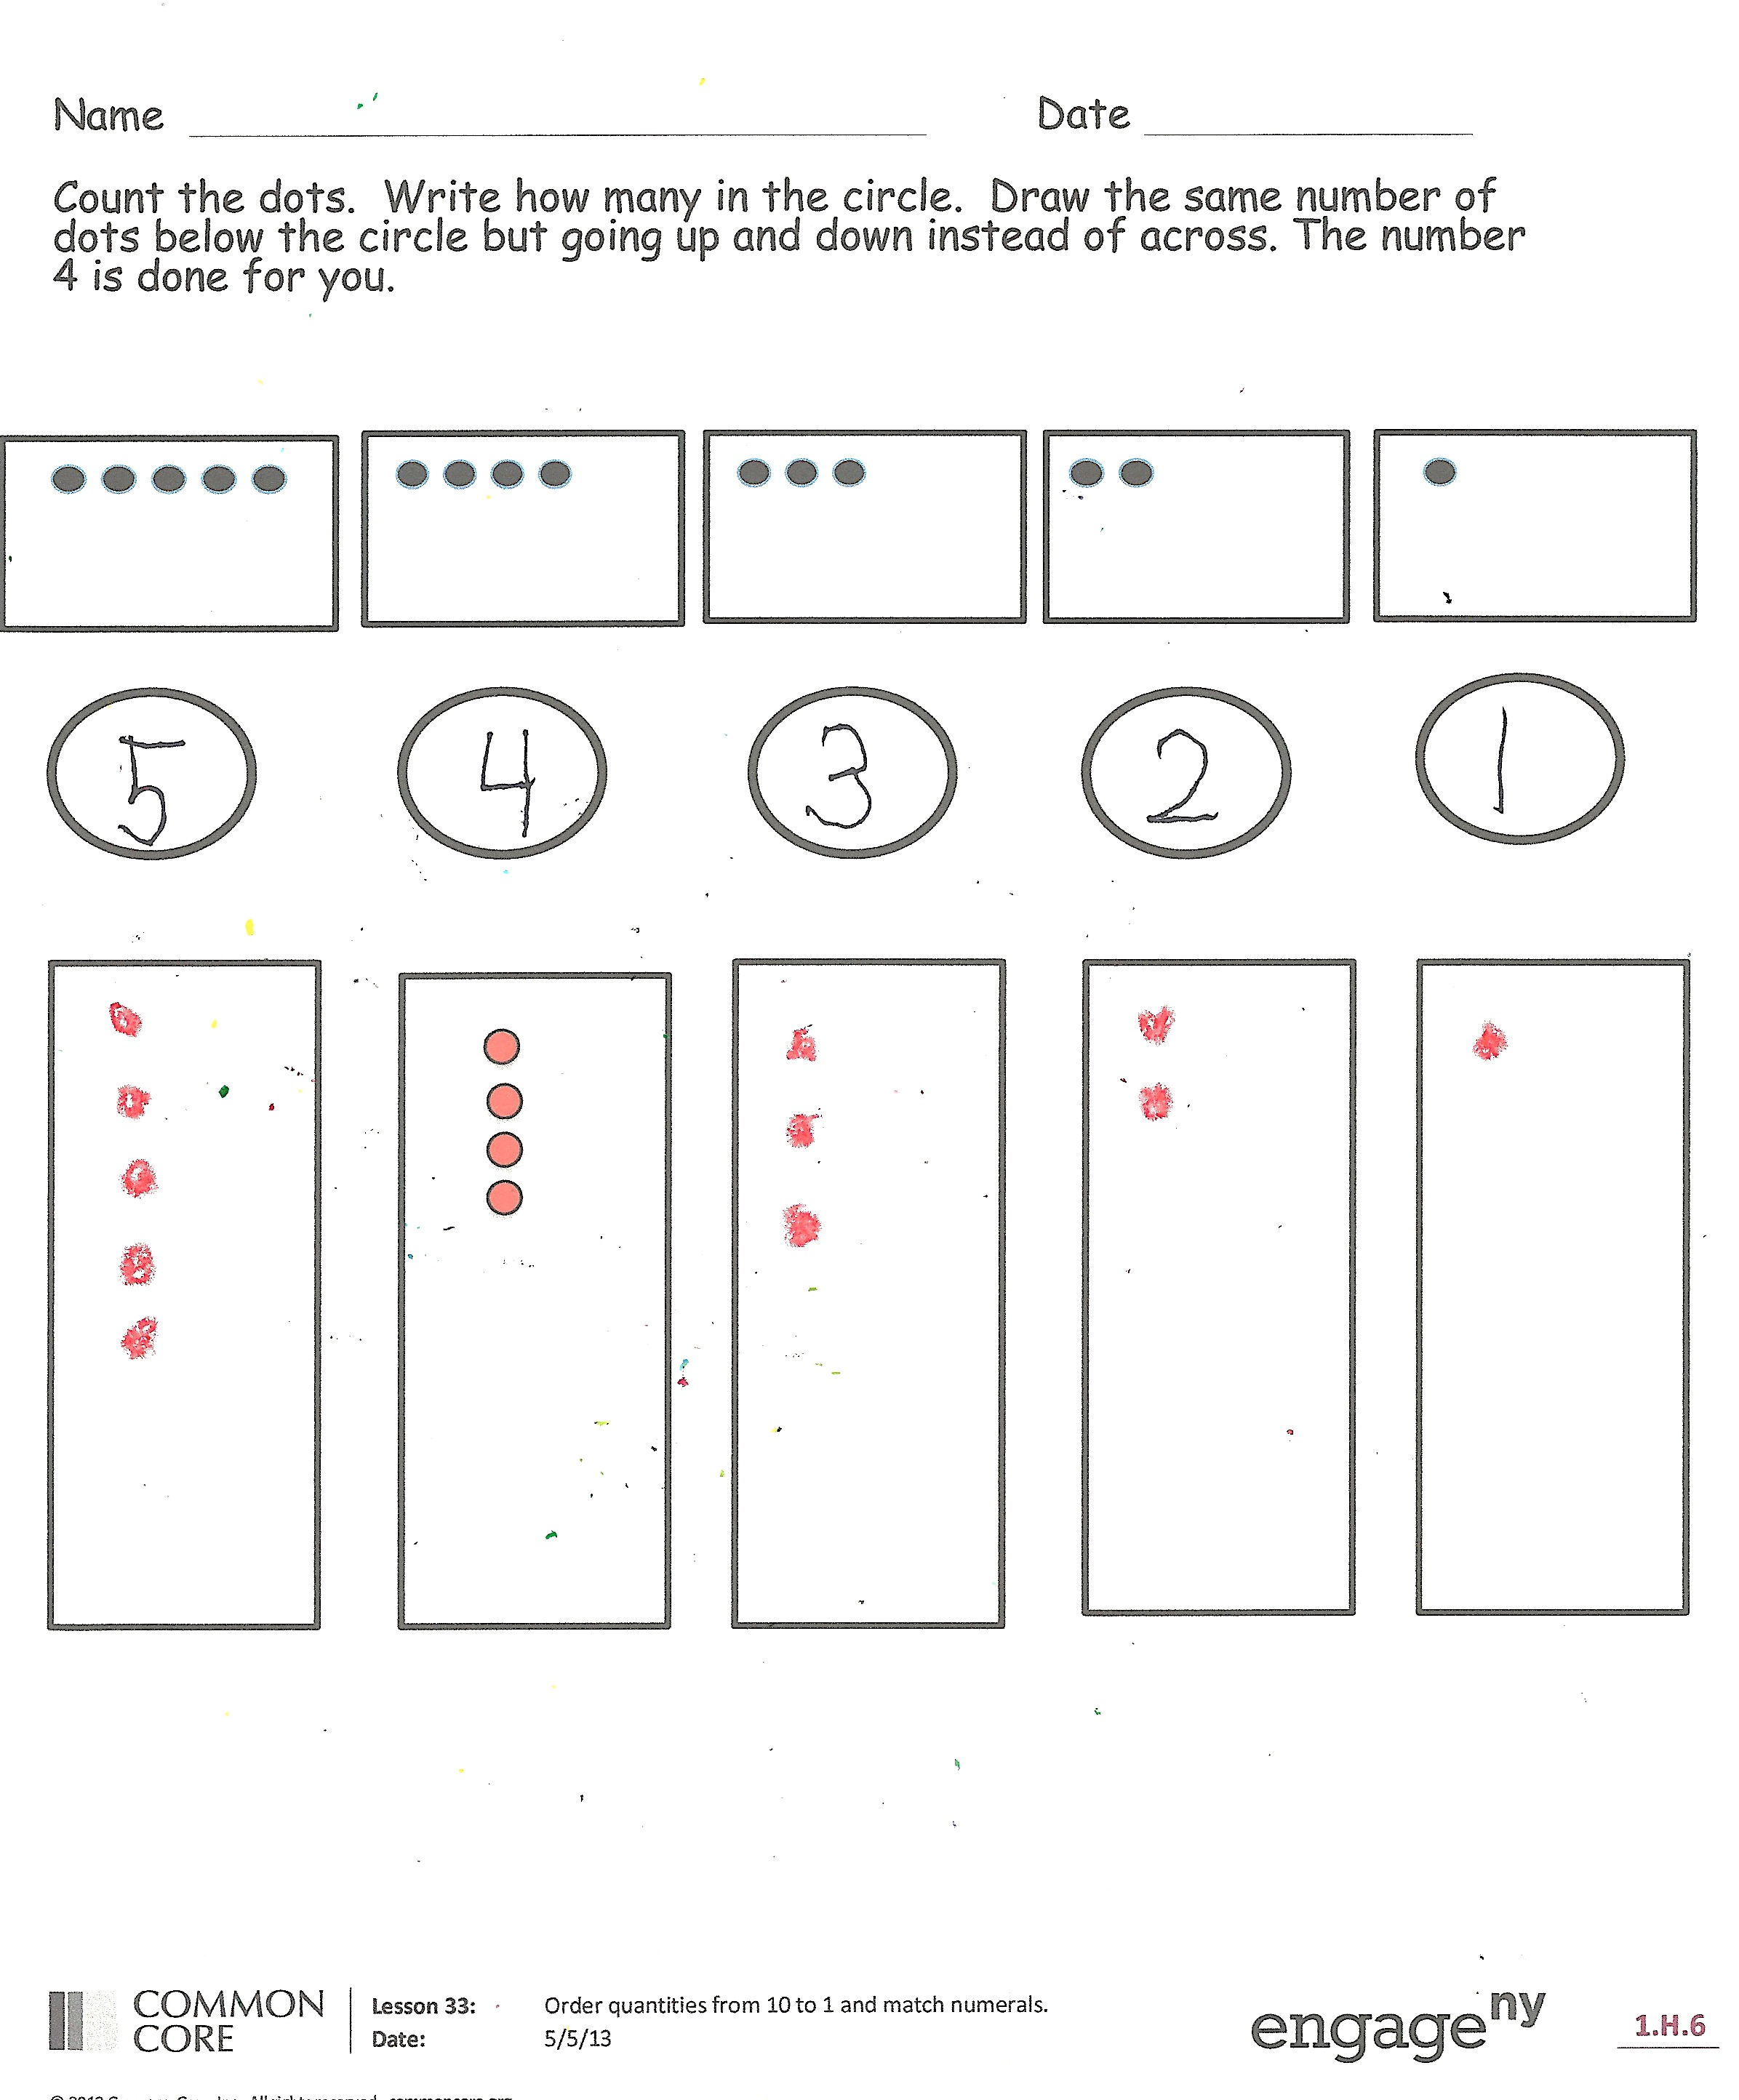 Name Date
Count the dots. Write how many in the circle. Draw the same number of
dots below the circle but going up and down instead of across. The number
4 is done for you.
5 4 3 2 1
COMMON
CORE
Lesson 33: Order quantities from 10 to 1 and match numerals.
Date: 5/5/13
engageny
1.H.6